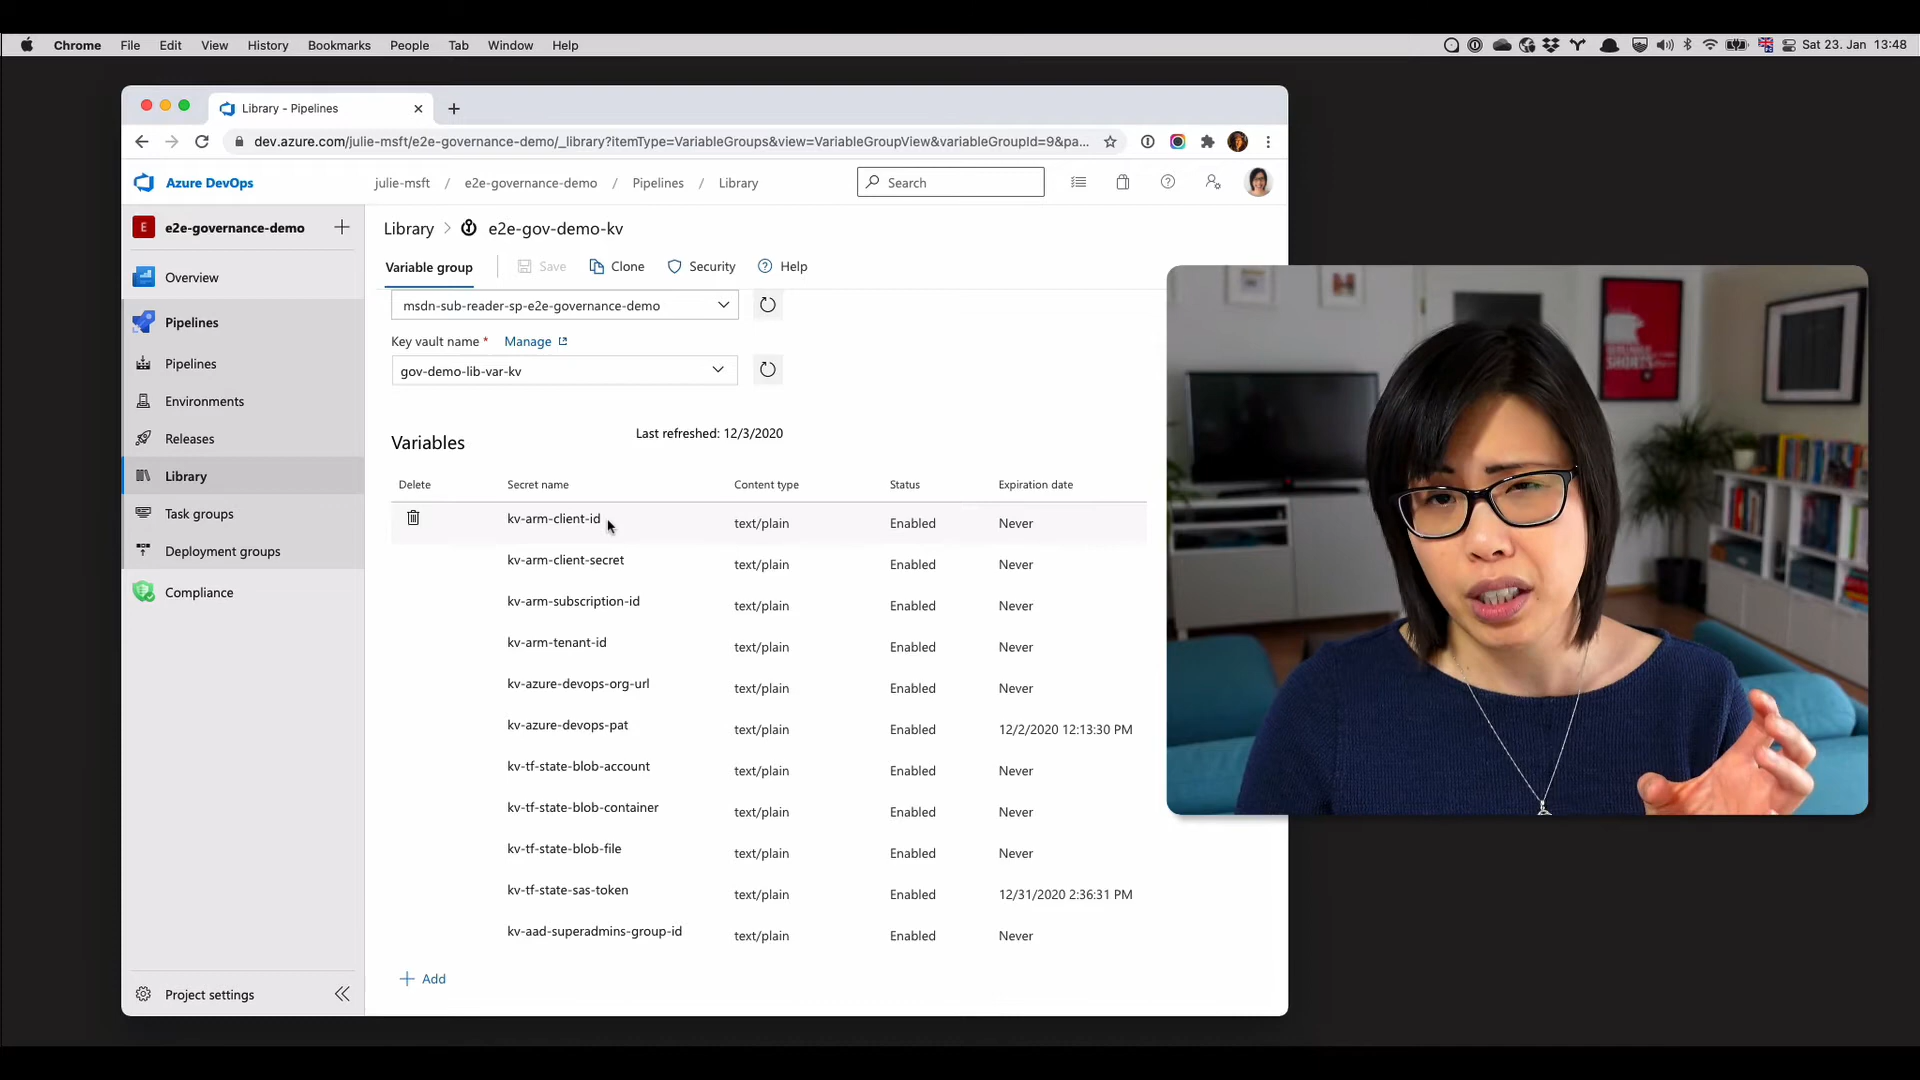 Chrome File Edit View History Bookmarks People Tab Window Help Sat 23. Jan 13:48
Library - Pipelines
dev.azure.com/julie-msft/e2e-governance-demo/_library?itemType=VariableGroups&view=VariableGroupView&variableGroupId=9&pa...
Azure DevOps julie-msft / e2e-governance-demo / Pipelines / Library Search
E e2e-governance-demo
Library > e2e-gov-demo-kv
Variable group Save Clone Security Help
Overview
msdn-sub-reader-sp-e2e-governance-demo
Pipelines
Key vault name * Manage
Pipelines
gov-demo-lib-var-kv
Environments
Releases
Library
Task groups
Deployment groups
Compliance
Variables Last refreshed: 12/3/2020
Delete Secret name Content type Status Expiration date
kv-arm-client-id text/plain Enabled Never
kv-arm-client-secret text/plain Enabled Never
kv-arm-subscription-id text/plain Enabled Never
kv-arm-tenant-id text/plain Enabled Never
kv-azure-devops-org-url text/plain Enabled Never
kv-azure-devops-pat text/plain Enabled 12/2/2020 12:13:30 PM
kv-tf-state-blob-account text/plain Enabled Never
kv-tf-state-blob-container text/plain Enabled Never
kv-tf-state-blob-file text/plain Enabled Never
kv-tf-state-sas-token text/plain Enabled 12/31/2020 2:36:31 PM
kv-aad-superadmins-group-id text/plain Enabled Never
Add
Project settings
SHORTS